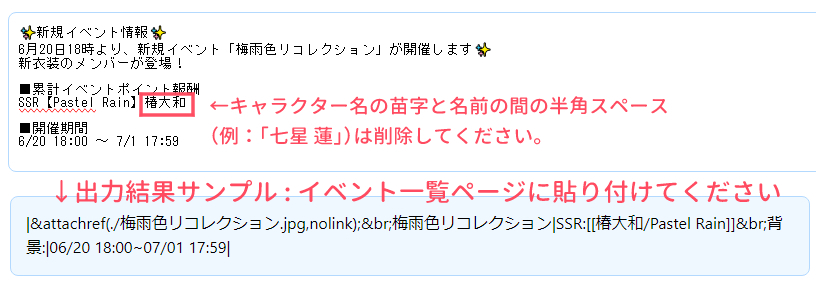 ✨新規イベント情報✨
6月20日18時より、新規イベント「梅雨色リコレクション」が開催します✨
新衣装のメンバーが登場！
■累計イベントポイント報酬
SSR【Pastel Rain】椿大和
←キャラクター名の苗字と名前の間の半角スペース
（例：「七星 蓮」）は削除してください。
■開催期間
6/20 18:00 ～ 7/1 17:59
↓出力結果サンプル：イベント一覧ページに貼り付けてください
|&attachref(./梅雨色リコレクション.jpg,nolink);&br;梅雨色リコレクション|SSR:[[椿大和/Pastel Rain]]&br;背
景:|06/20 18:00~07/01 17:59|